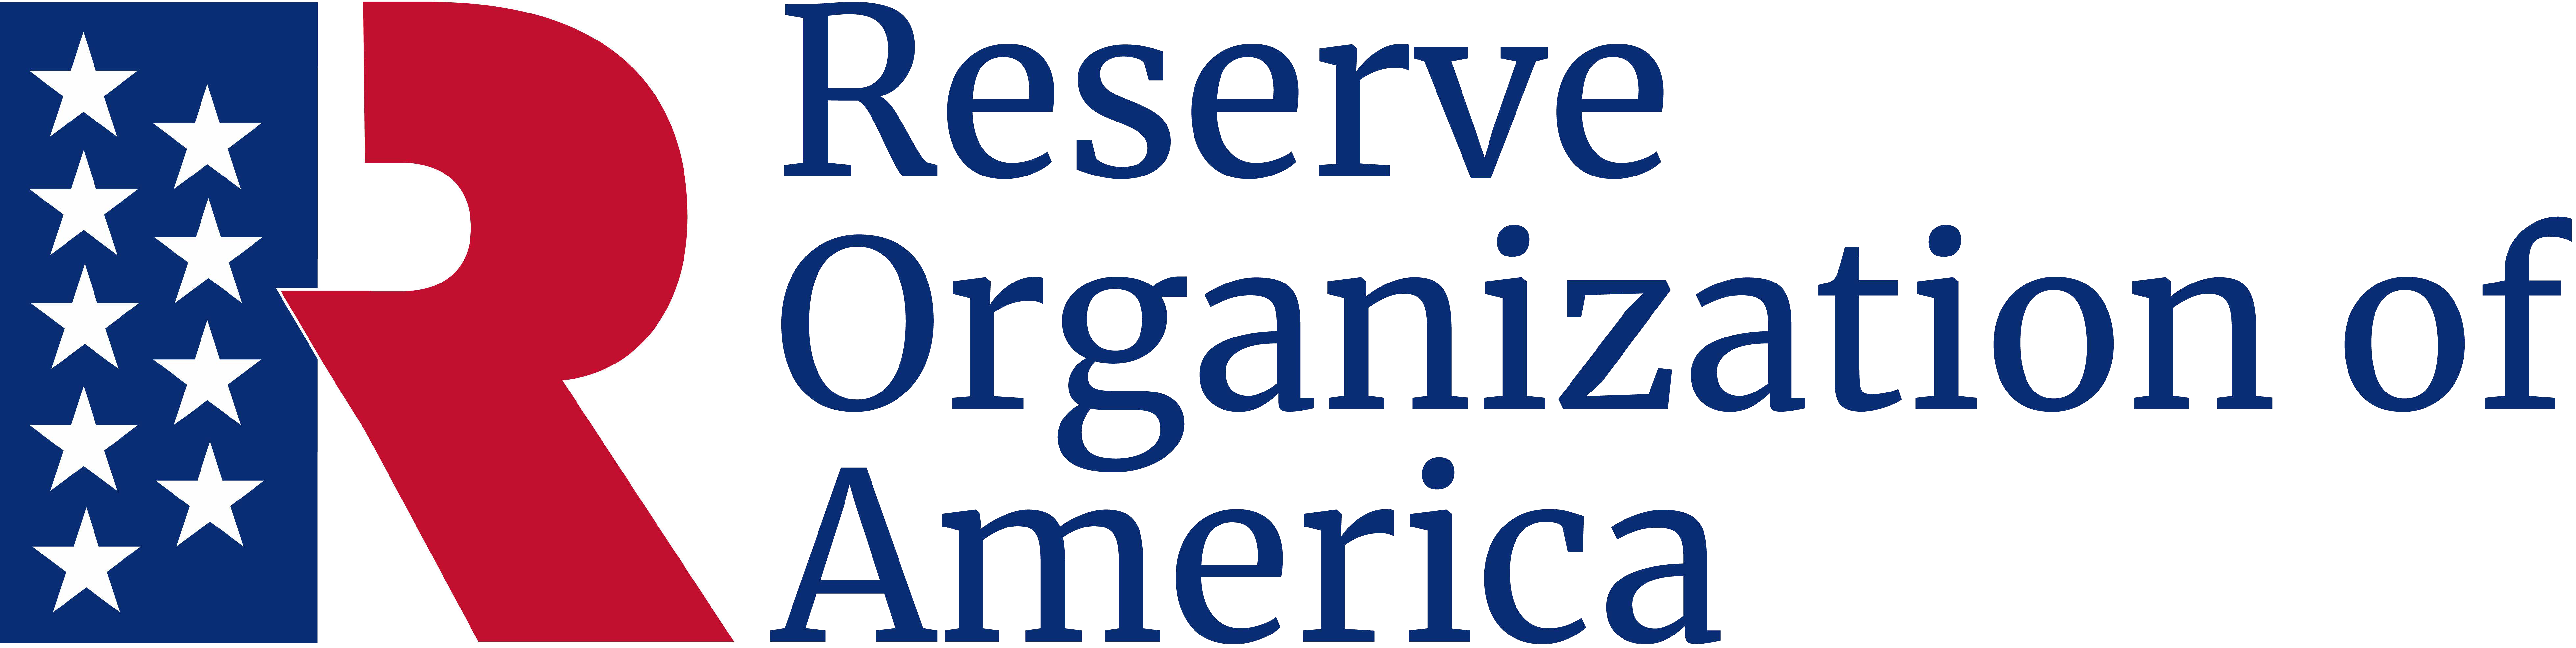 Reserve
Organization of
America